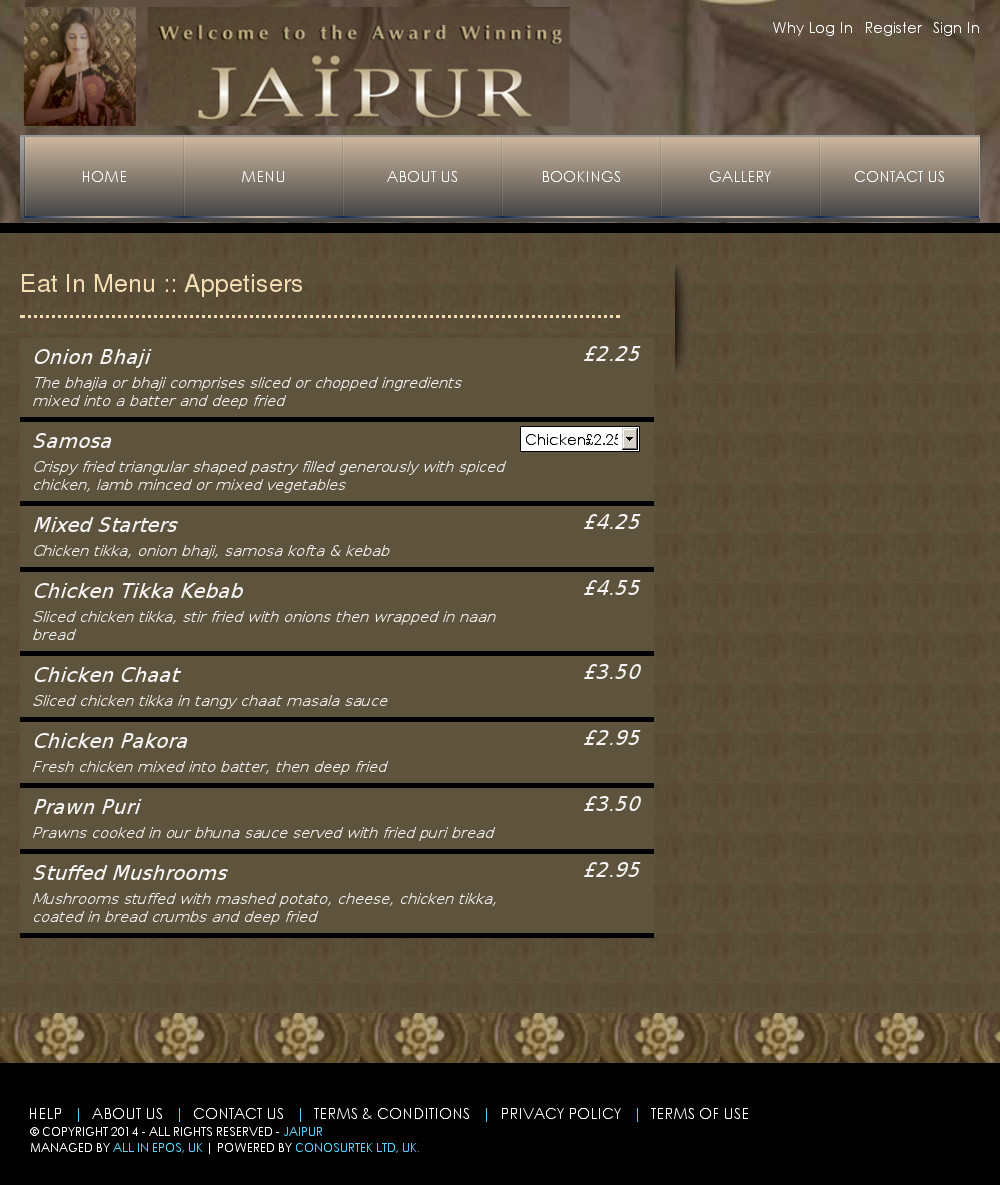 Welcome to the Award Winning
JAÏPUR
Why Log In Register Sign In
HOME MENU ABOUT US BOOKINGS GALLERY CONTACT US
Eat In Menu :: Appetisers
Onion Bhaji £2.25
The bhajia or bhaji comprises sliced or chopped ingredients
mixed into a batter and deep fried
Samosa Chicken£2.25
Crispy fried triangular shaped pastry filled generously with spiced
chicken, lamb minced or mixed vegetables
Mixed Starters £4.25
Chicken tikka, onion bhaji, samosa kofta & kebab
Chicken Tikka Kebab £4.55
Sliced chicken tikka, stir fried with onions then wrapped in naan
bread
Chicken Chaat £3.50
Sliced chicken tikka in tangy chaat masala sauce
Chicken Pakora £2.95
Fresh chicken mixed into batter, then deep fried
Prawn Puri £3.50
Prawns cooked in our bhuna sauce served with fried puri bread
Stuffed Mushrooms £2.95
Mushrooms stuffed with mashed potato, cheese, chicken tikka,
coated in bread crumbs and deep fried
HELP | ABOUT US | CONTACT US | TERMS & CONDITIONS | PRIVACY POLICY | TERMS OF USE
© COPYRIGHT 2014 - ALL RIGHTS RESERVED - JAIPUR
MANAGED BY ALL IN EPOS, UK | POWERED BY CONOSURTEK LTD, UK.